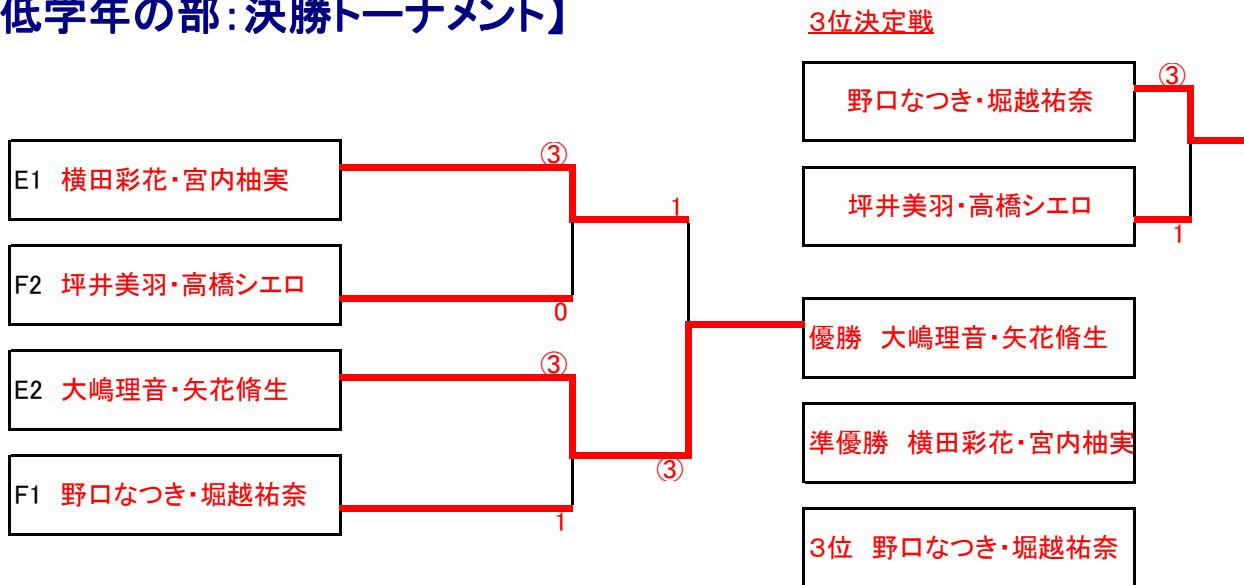 低学年の部：決勝トーナメント】
3位決定戦
野口なつき・堀越祐奈
③
坪井美羽・高橋シエロ
1
E1 横田彩花・宮内柚実
③
1
F2 坪井美羽・高橋シエロ
0
E2 大嶋理音・矢花脩生
③
③
F1 野口なつき・堀越祐奈
1
優勝 大嶋理音・矢花脩生
準優勝 横田彩花・宮内柚実
3位 野口なつき・堀越祐奈